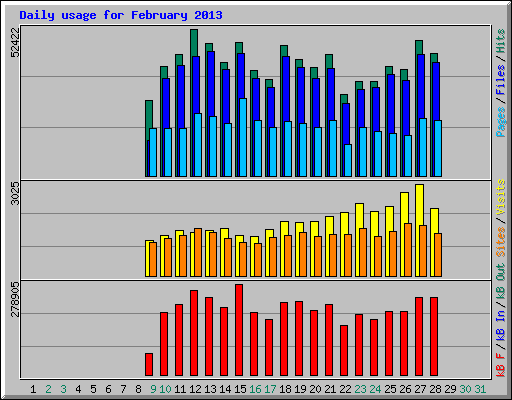 Daily usage for February 2013
52422
3025
278905
Pages / Files / Hits
Sites / Visits
kB F / kB In / kB Out
1 2 3 4 5 6 7 8 9 10 11 12 13 14 15 16 17 18 19 20 21 22 23 24 25 26 27 28 29 30 31